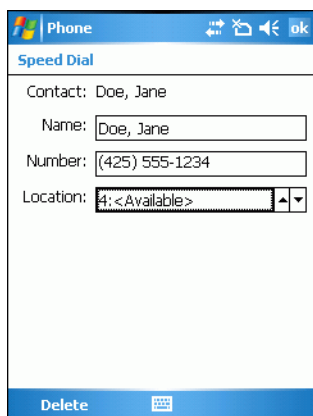 Phone ok
Speed Dial
Contact: Doe, Jane
Name: Doe, Jane
Number: (425) 555-1234
Location: 4:<Available>
Delete